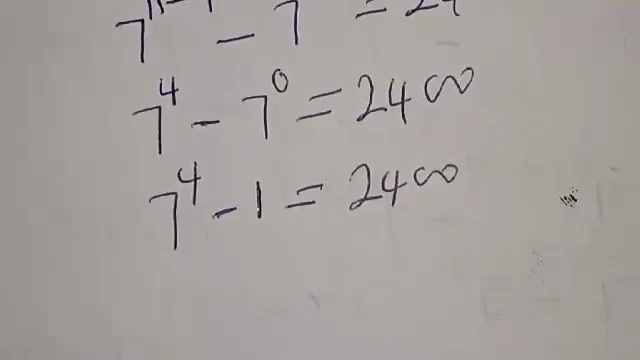 7⁴ - 7⁰ = 2400
7⁴ - 1 = 2400